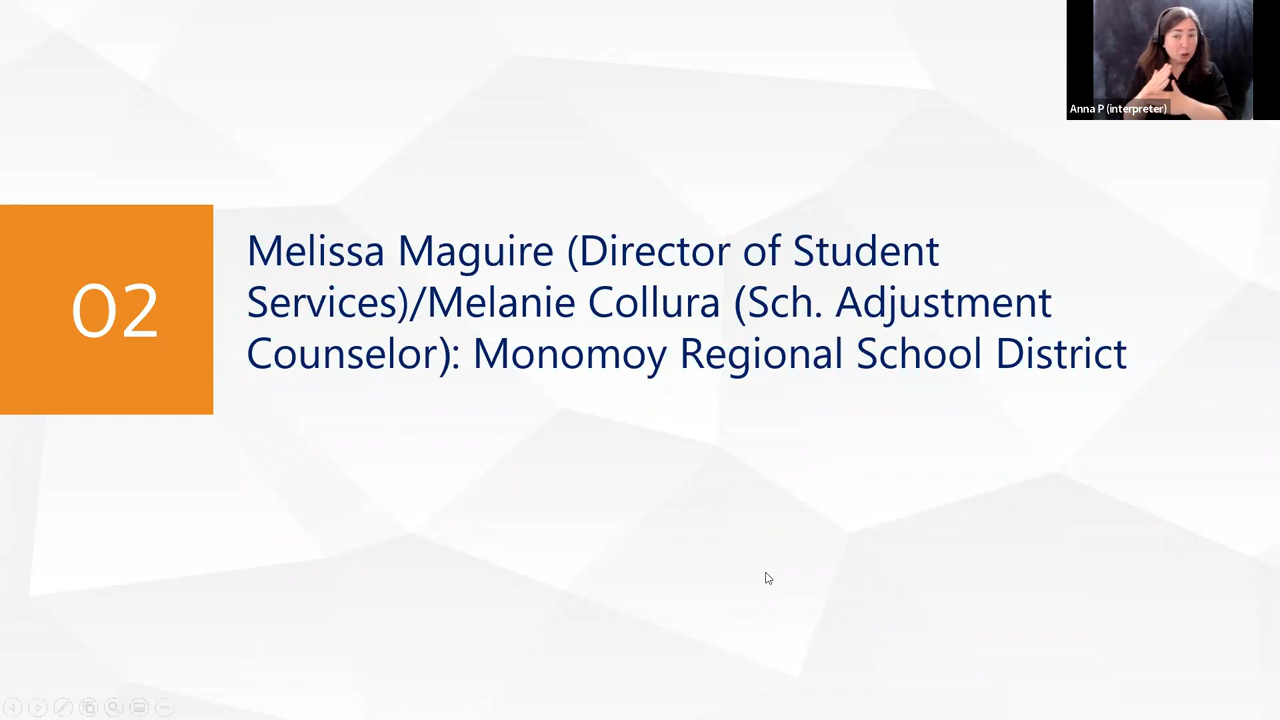 Anna P (interpreter)
02
Melissa Maguire (Director of Student
Services)/Melanie Collura (Sch. Adjustment
Counselor): Monomoy Regional School District